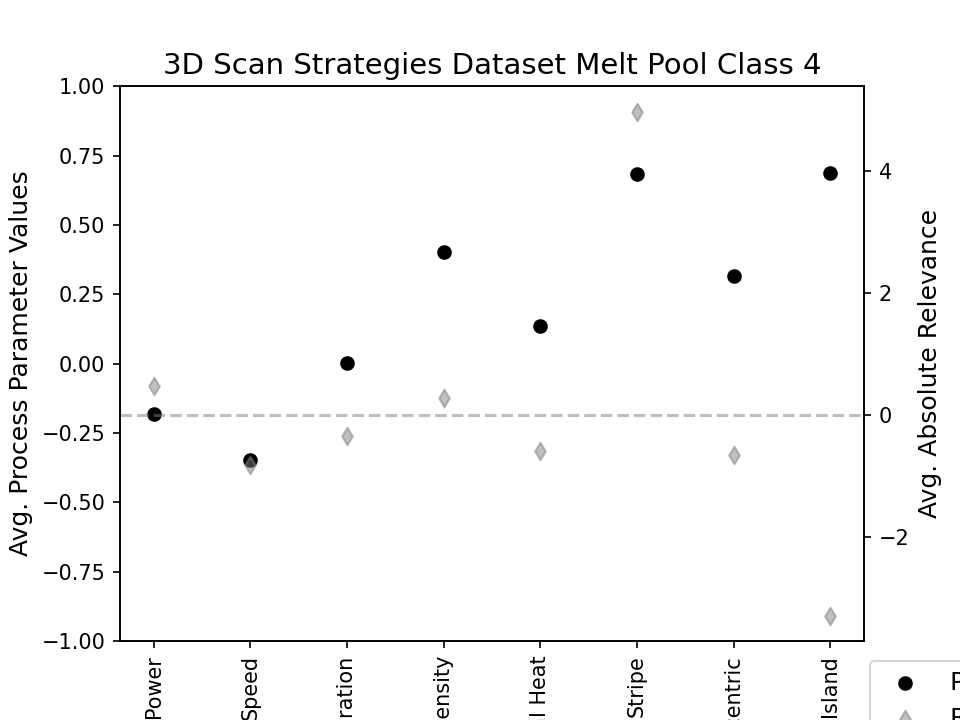 3D Scan Strategies Dataset Melt Pool Class 4
Avg. Process Parameter Values
1.00
0.75
0.50
0.25
0.00
−0.25
−0.50
−0.75
−1.00
4
2
0
−2
Avg. Absolute Relevance
Power
Speed
ration
ensity
l Heat
Stripe
entric
Island